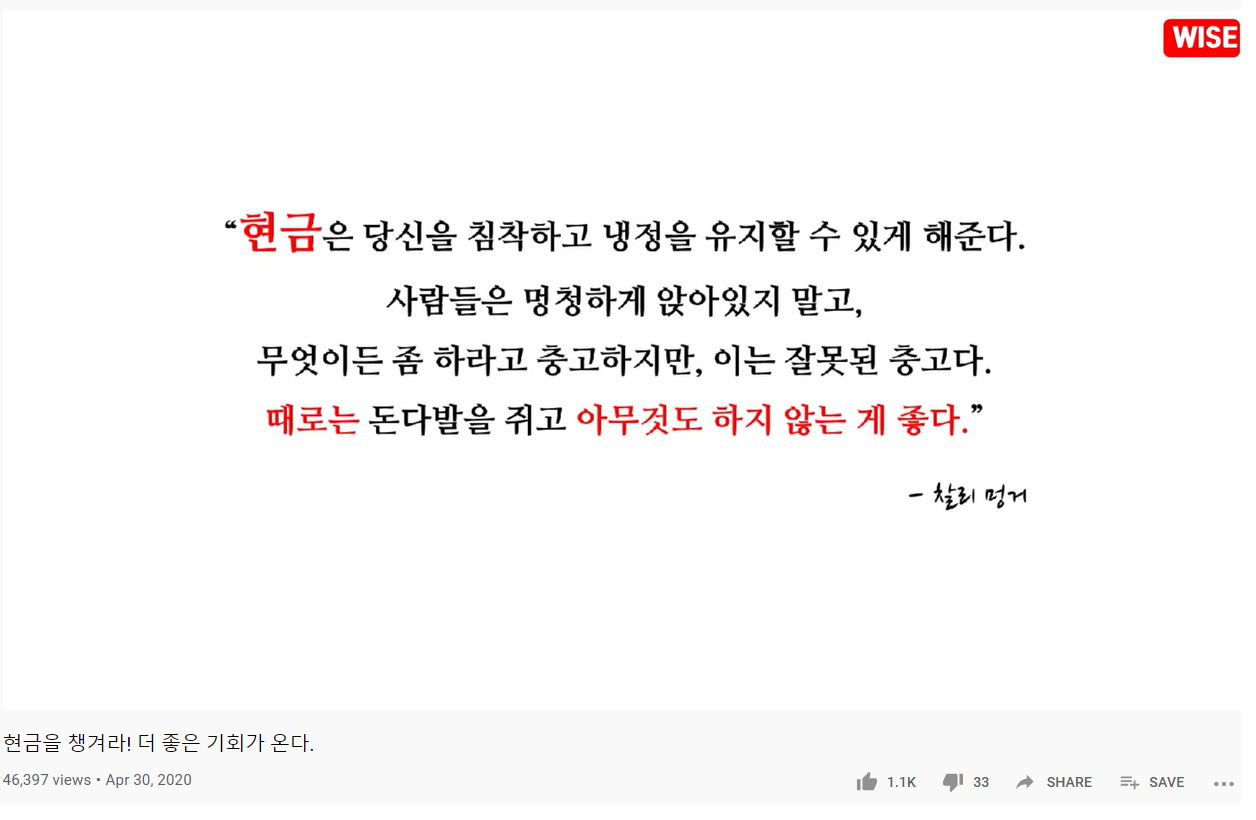 WISE
“현금은 당신을 침착하고 냉정을 유지할 수 있게 해준다.
사람들은 멍청하게 앉아있지 말고,
무엇이든 좀 하라고 충고하지만, 이는 잘못된 충고다.
때로는 돈다발을 쥐고 아무것도 하지 않는 게 좋다.”
– 찰리 멍거
현금을 챙겨라! 더 좋은 기회가 온다.
46,397 views • Apr 30, 2020
1.1K 33 SHARE SAVE